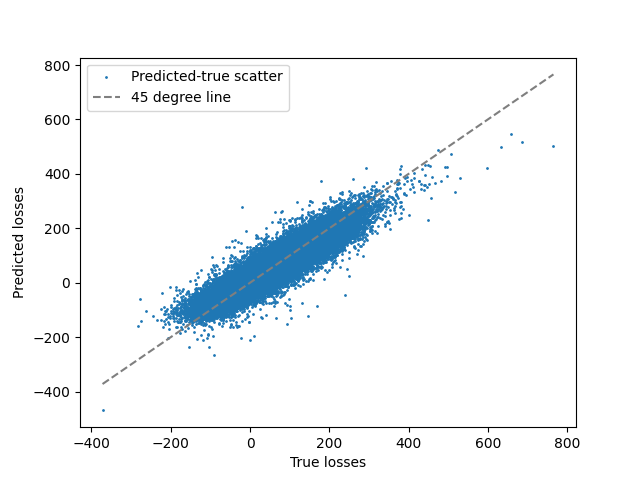 Predicted-true scatter
45 degree line
Predicted losses
800
600
400
200
0
−200
−400
−400 −200 0 200 400 600 800
True losses